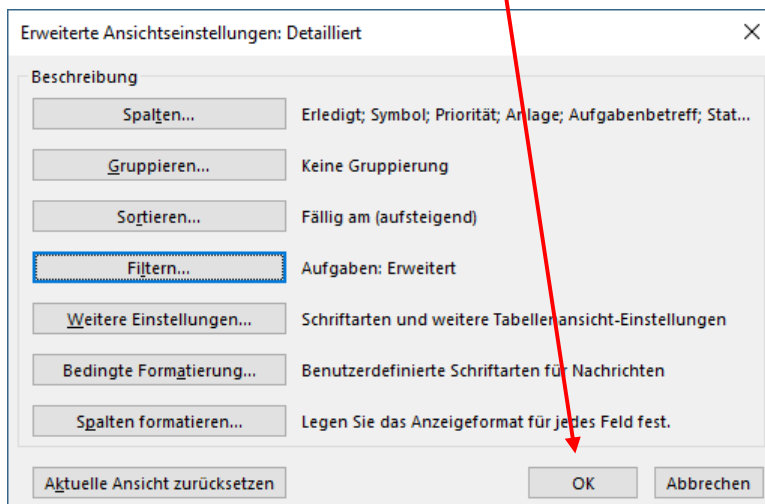 Erweiterte Ansichtseinstellungen: Detailliert
Beschreibung
Spalten... Erledigt; Symbol; Priorität; Anlage; Aufgabenbetreff; Stat...
Gruppieren... Keine Gruppierung
Sortieren... Fällig am (aufsteigend)
Filtern... Aufgaben: Erweitert
Weitere Einstellungen... Schriftarten und weitere Tabellenansicht-Einstellungen
Bedingte Formatierung... Benutzerdefinierte Schriftarten für Nachrichten
Spalten formatieren... Legen Sie das Anzeigeformat für jedes Feld fest.
Aktuelle Ansicht zurücksetzen OK Abbrechen